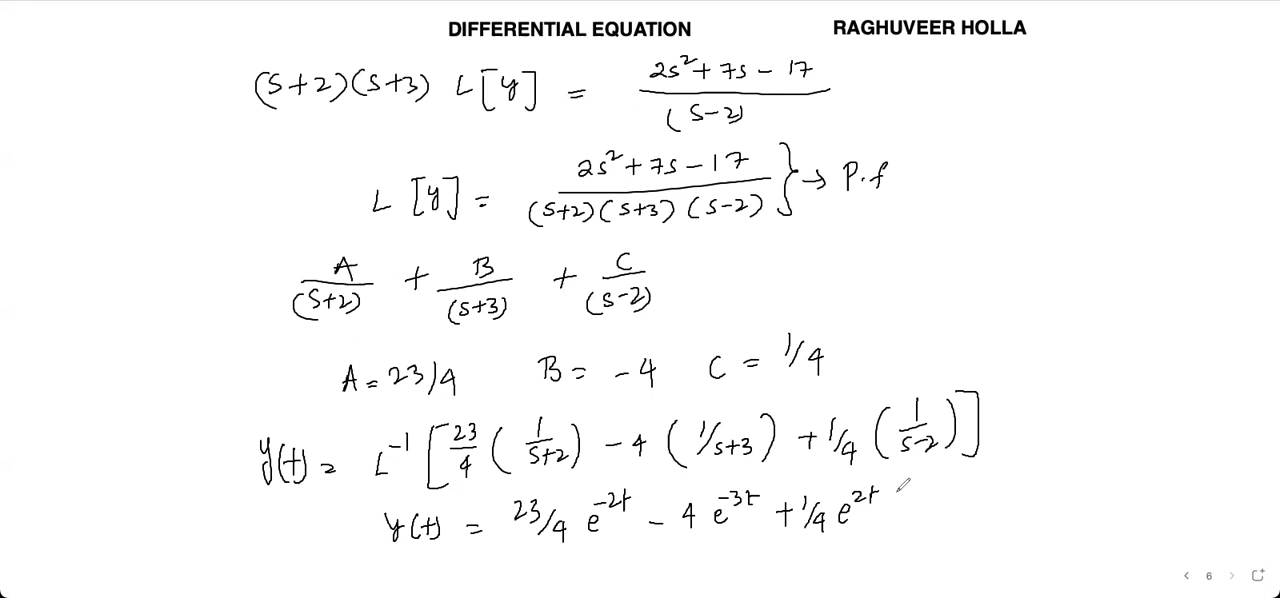 DIFFERENTIAL EQUATION RAGHUVEER HOLLA
(S+2)(S+3) L[y] = (2s²+7s-17)/(S-2)
L[y] = (2s²+7s-17)/((S+2)(S+3)(S-2)) } → P.f
A/(S+2) + B/(S+3) + C/(S-2)
A = 23/4 B = -4 C = 1/4
y(t) = L⁻¹[23/4 (1/S+2) - 4 (1/S+3) + 1/4 (1/S-2)]
y(t) = 23/4 e^-2t - 4 e^-3t + 1/4 e^2t
6